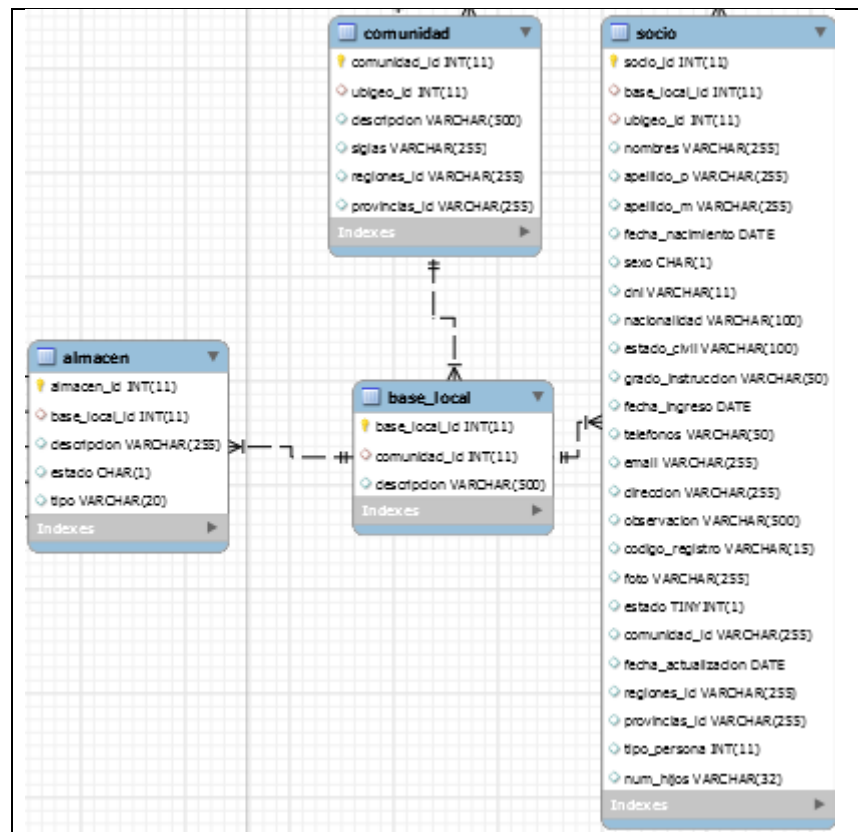 comunidad
comunidad_id INT(11)
ubigeo_id INT(11)
descripcion VARCHAR(500)
siglas VARCHAR(255)
regiones_id VARCHAR(255)
provincias_id VARCHAR(255)
Indexes
socio
socio_id INT(11)
base_local_id INT(11)
ubigeo_id INT(11)
nombres VARCHAR(255)
apellido_p VARCHAR(255)
apellido_m VARCHAR(255)
fecha_nacimiento DATE
sexo CHAR(1)
dni VARCHAR(11)
nacionalidad VARCHAR(100)
estado_civil VARCHAR(100)
grado_instruccion VARCHAR(50)
fecha_ingreso DATE
telefonos VARCHAR(50)
email VARCHAR(255)
direccion VARCHAR(255)
observacion VARCHAR(500)
codigo_registro VARCHAR(15)
foto VARCHAR(255)
estado TINYINT(1)
comunidad_id VARCHAR(255)
fecha_actualizacion DATE
regiones_id VARCHAR(255)
provincias_id VARCHAR(255)
tipo_persona INT(11)
num_hijos VARCHAR(32)
Indexes
almacen
almacen_id INT(11)
base_local_id INT(11)
descripcion VARCHAR(255)
estado CHAR(1)
tipo VARCHAR(20)
Indexes
base_local
base_local_id INT(11)
comunidad_id INT(11)
descripcion VARCHAR(500)
Indexes